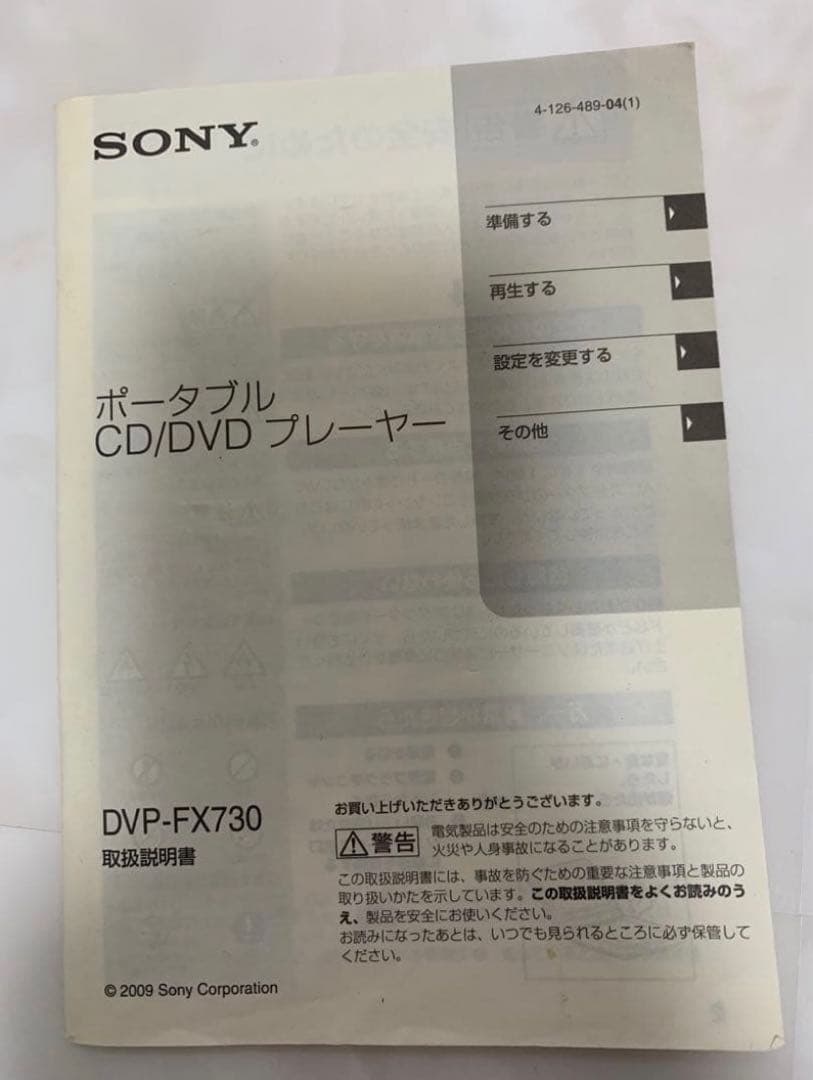 SONY®
4-126-489-04(1)
準備する
再生する
設定を変更する
その他
ポータブル
CD/DVD プレーヤー
DVP-FX730
取扱説明書
お買い上げいただきありがとうございます。
警告
電気製品は安全のための注意事項を守らないと、
火災や人身事故になることがあります。
この取扱説明書には、事故を防ぐための重要な注意事項と製品の
取り扱いかたを示しています。この取扱説明書をよくお読みのう
え、製品を安全にお使いください。
お読みになったあとは、いつでも見られるところに必ず保管して
ください。
© 2009 Sony Corporation